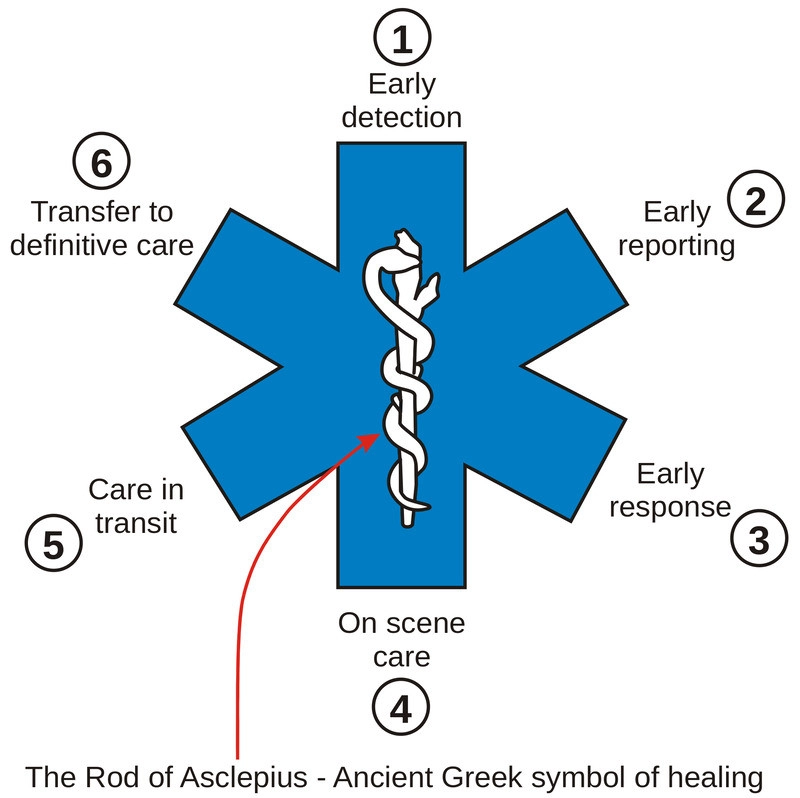 1
Early
detection
2
Early
reporting
3
Early
response
4
On scene
care
5
Care in
transit
6
Transfer to
definitive care
The Rod of Asclepius - Ancient Greek symbol of healing